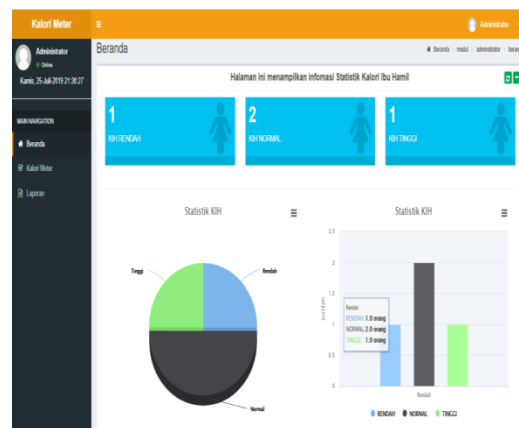 Kalori Meter
Administrator
Administrator
Online
Kamis, 25-Juli-2019 21:36:27
Beranda
Beranda - modul - administrator - beran
MAIN NAVIGATION
Beranda
Kalori Meter
Laporan
Halaman ini menampilkan infomasi Statistik Kalori Ibu Hamil
1
KIH RENDAH
2
KIH NORMAL
1
KIH TINGGI
Statistik KIH
Tinggi
Rendah
Normal
Statistik KIH
2.5
2
1.5
1
0.5
0
Jumlah
Rendah
RENDAH: 1.0 orang
NORMAL: 2.0 orang
TINGGI: 1.0 orang
Rendah
RENDAH NORMAL TINGGI